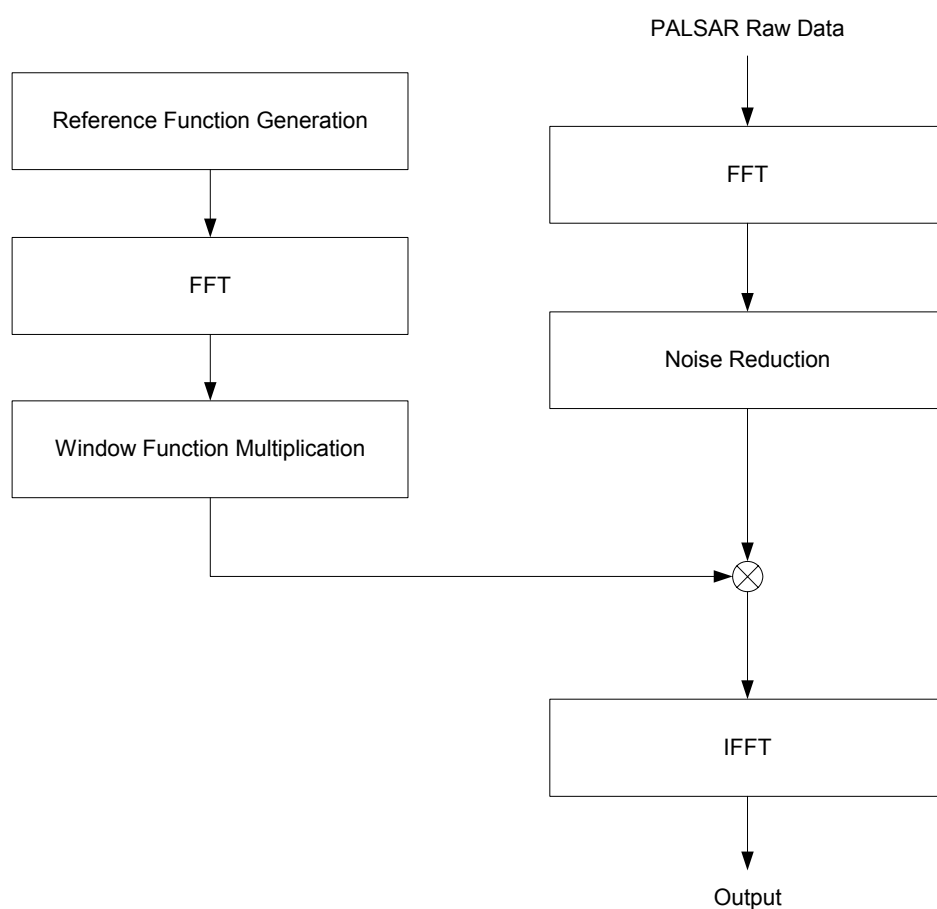 PALSAR Raw Data
Reference Function Generation
FFT
FFT
Noise Reduction
Window Function Multiplication
IFFT
Output